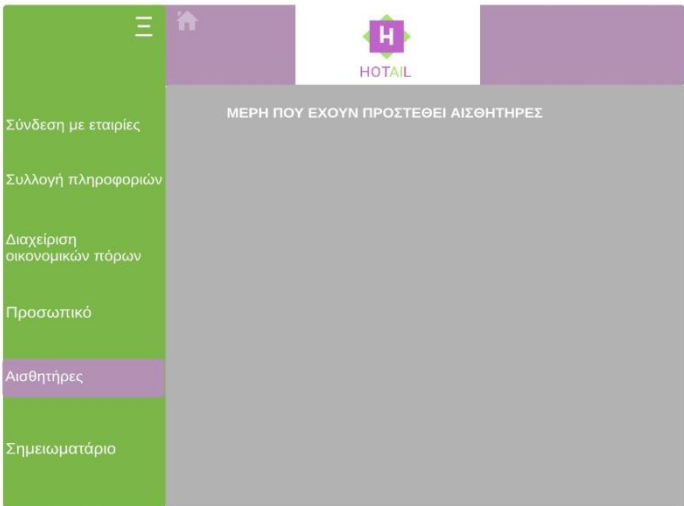 H
HOTAIL
ΜΕΡΗ ΠΟΥ ΕΧΟΥΝ ΠΡΟΣΤΕΘΕΙ ΑΙΣΘΗΤΗΡΕΣ
Σύνδεση με εταιρίες
Συλλογή πληροφοριών
Διαχείριση
οικονομικών πόρων
Προσωπικό
Αισθητήρες
Σημειωματάριο